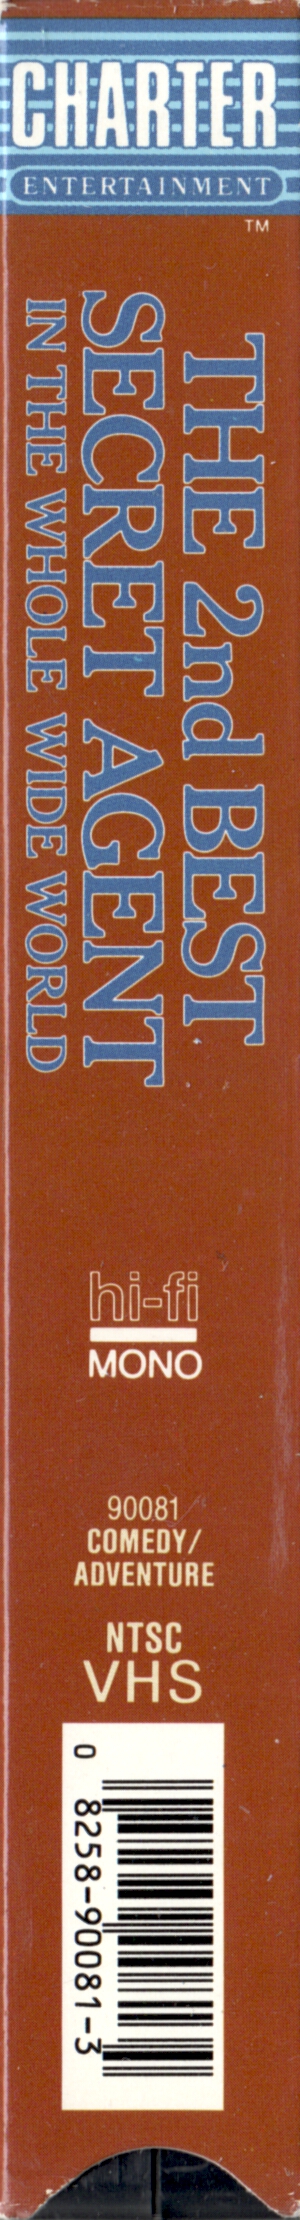 CHARTER
ENTERTAINMENT
TM
THE 2nd BEST
SECRET AGENT
IN THE WHOLE WIDE WORLD
hi-fi
MONO
90081
COMEDY/
ADVENTURE
NTSC
VHS
0 8258-90081-3